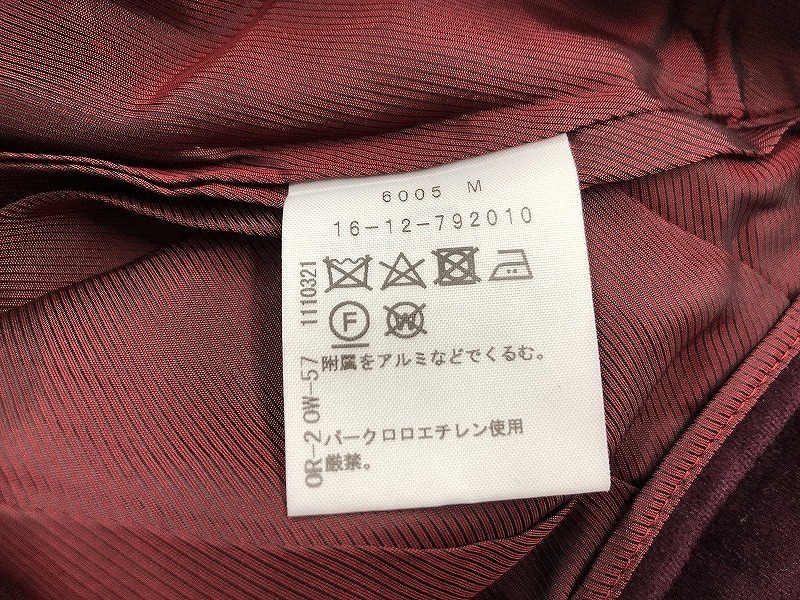 6005 M
16-12-792010
F
W
附属をアルミなどでくるむ。
パークロロエチレン使用
厳禁。
OR-2 OW-57 1110321